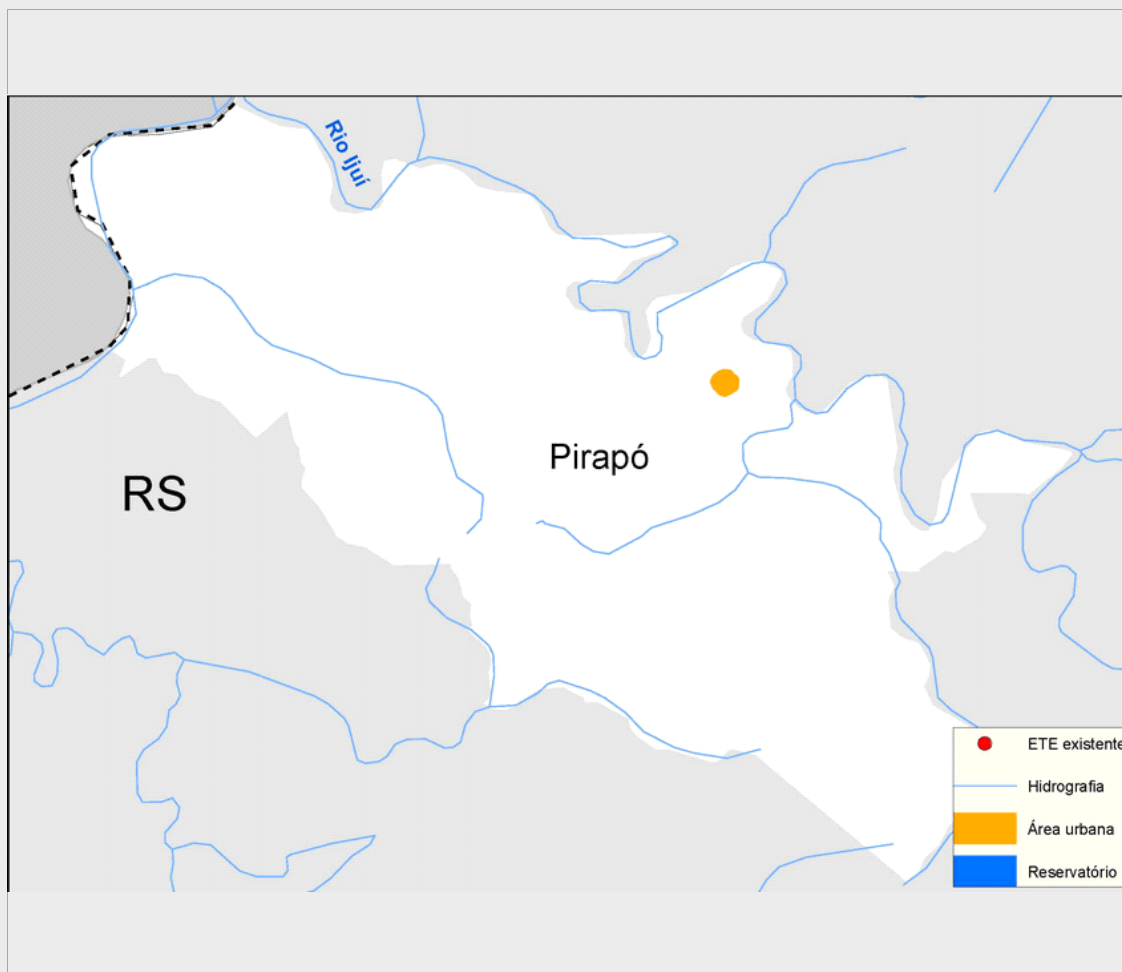 Rio Ijuí
Pirapó
RS
ETE existente
Hidrografia
Área urbana
Reservatório